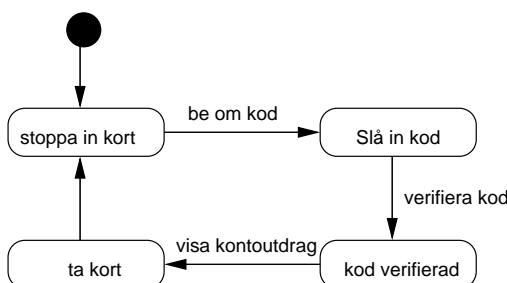 be om kod
stoppa in kort
Slå in kod
verifiera kod
visa kontoutdrag
ta kort
kod verifierad